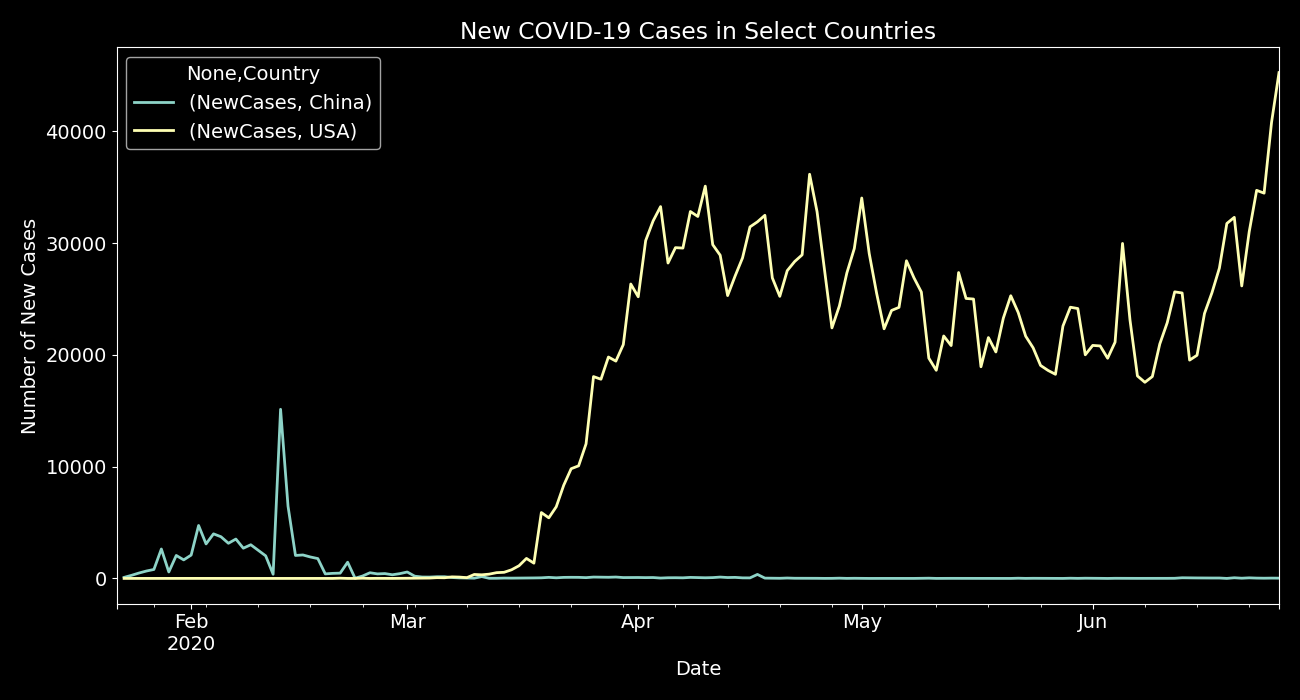 New COVID-19 Cases in Select Countries
None,Country
(NewCases, China)
(NewCases, USA)
Number of New Cases
40000
30000
20000
10000
0
Feb Mar Apr May Jun
2020
Date